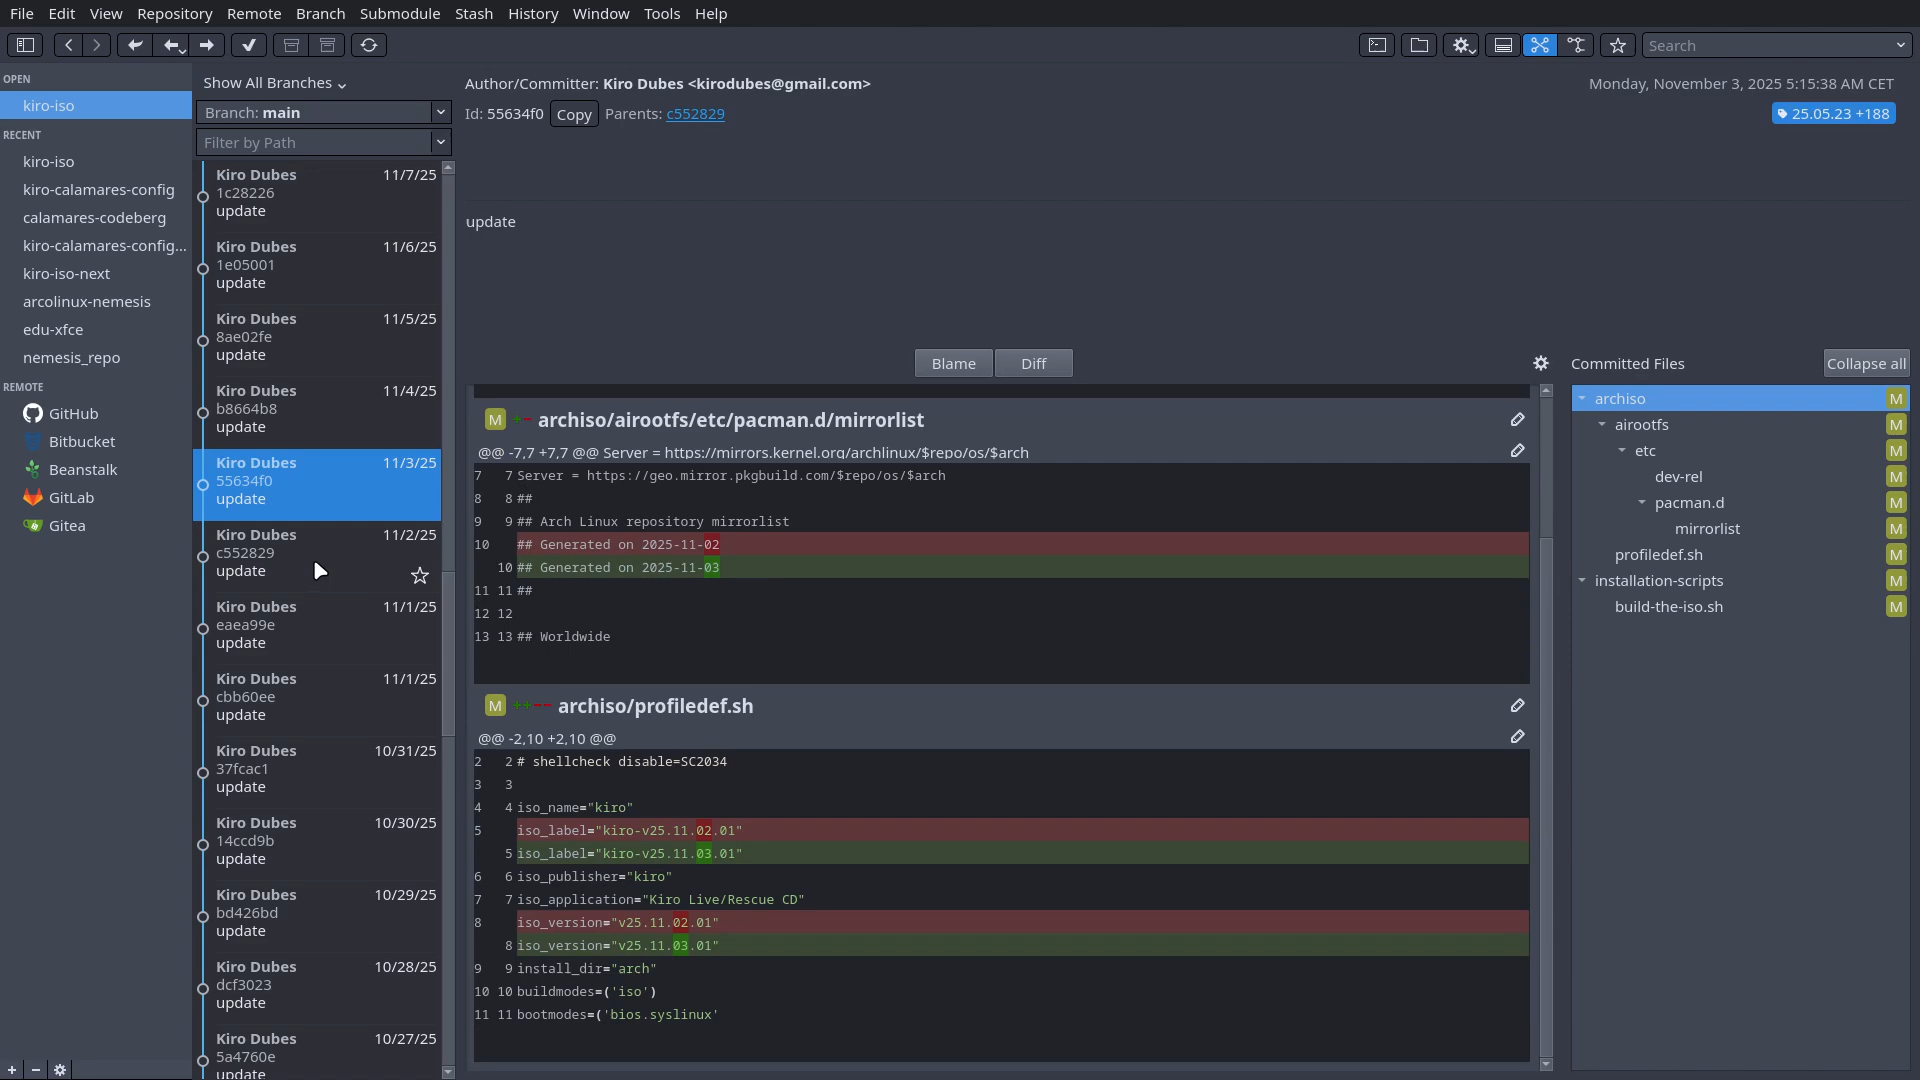 File Edit View Repository Remote Branch Submodule Stash History Window Tools Help
Search
OPEN
kiro-iso
RECENT
kiro-iso
kiro-calamares-config
calamares-codeberg
kiro-calamares-config...
kiro-iso-next
arcolinux-nemesis
edu-xfce
nemesis_repo
REMOTE
GitHub
Bitbucket
Beanstalk
GitLab
Gitea
Show All Branches
Branch: main
Filter by Path
Kiro Dubes 11/7/25
1c28226
update
Kiro Dubes 11/6/25
1e05001
update
Kiro Dubes 11/5/25
8ae02fe
update
Kiro Dubes 11/4/25
b8664b8
update
Kiro Dubes 11/3/25
55634f0
update
Kiro Dubes 11/2/25
c552829
update
Kiro Dubes 11/1/25
eaea99e
update
Kiro Dubes 11/1/25
cbb60ee
update
Kiro Dubes 10/31/25
37fcac1
update
Kiro Dubes 10/30/25
14ccd9b
update
Kiro Dubes 10/29/25
bd426bd
update
Kiro Dubes 10/28/25
dcf3023
update
Kiro Dubes 10/27/25
5a4760e
update
Author/Committer: Kiro Dubes <kirodubes@gmail.com> Monday, November 3, 2025 5:15:38 AM CET
Id: 55634f0 Copy Parents: c552829 25.05.23 +188
update
Blame Diff
M +- archiso/airootfs/etc/pacman.d/mirrorlist
@@ -7,7 +7,7 @@ Server = https://mirrors.kernel.org/archlinux/$repo/os/$arch
7 7 Server = https://geo.mirror.pkgbuild.com/$repo/os/$arch
8 8 ##
9 9 ## Arch Linux repository mirrorlist
10 ## Generated on 2025-11-02
10 ## Generated on 2025-11-03
11 11 ##
12 12
13 13 ## Worldwide
M ++-- archiso/profiledef.sh
@@ -2,10 +2,10 @@
2 2 # shellcheck disable=SC2034
3 3
4 4 iso_name="kiro"
5 iso_label="kiro-v25.11.02.01"
5 iso_label="kiro-v25.11.03.01"
6 6 iso_publisher="kiro"
7 7 iso_application="Kiro Live/Rescue CD"
8 iso_version="v25.11.02.01"
8 iso_version="v25.11.03.01"
9 9 install_dir="arch"
10 10 buildmodes=('iso')
11 11 bootmodes=('bios.syslinux'
Committed Files Collapse all
archiso M
airootfs M
etc M
dev-rel M
pacman.d M
mirrorlist M
profiledef.sh M
installation-scripts M
build-the-iso.sh M